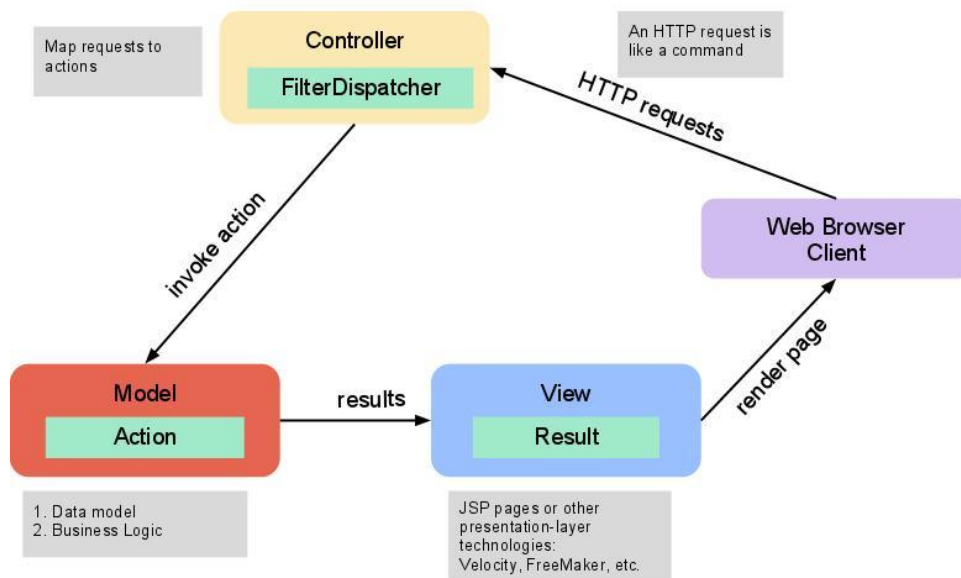 Map requests to
actions
Controller
FilterDispatcher
An HTTP request is
like a command
HTTP requests
invoke action
Web Browser
Client
Model
Action
results
View
Result
render page
1. Data model
2. Business Logic
JSP pages or other
presentation-layer
technologies:
Velocity, FreeMaker, etc.